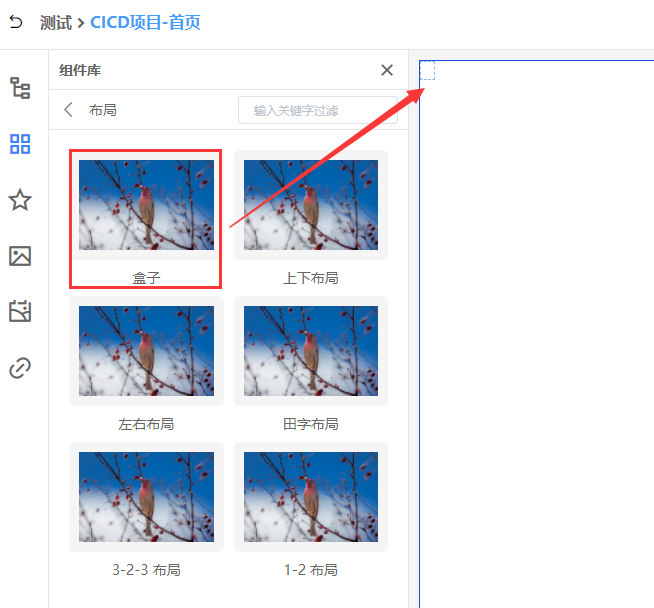 测试 > CICD项目-首页
组件库
布局
输入关键字过滤
盒子
上下布局
左右布局
田字布局
3-2-3 布局
1-2 布局